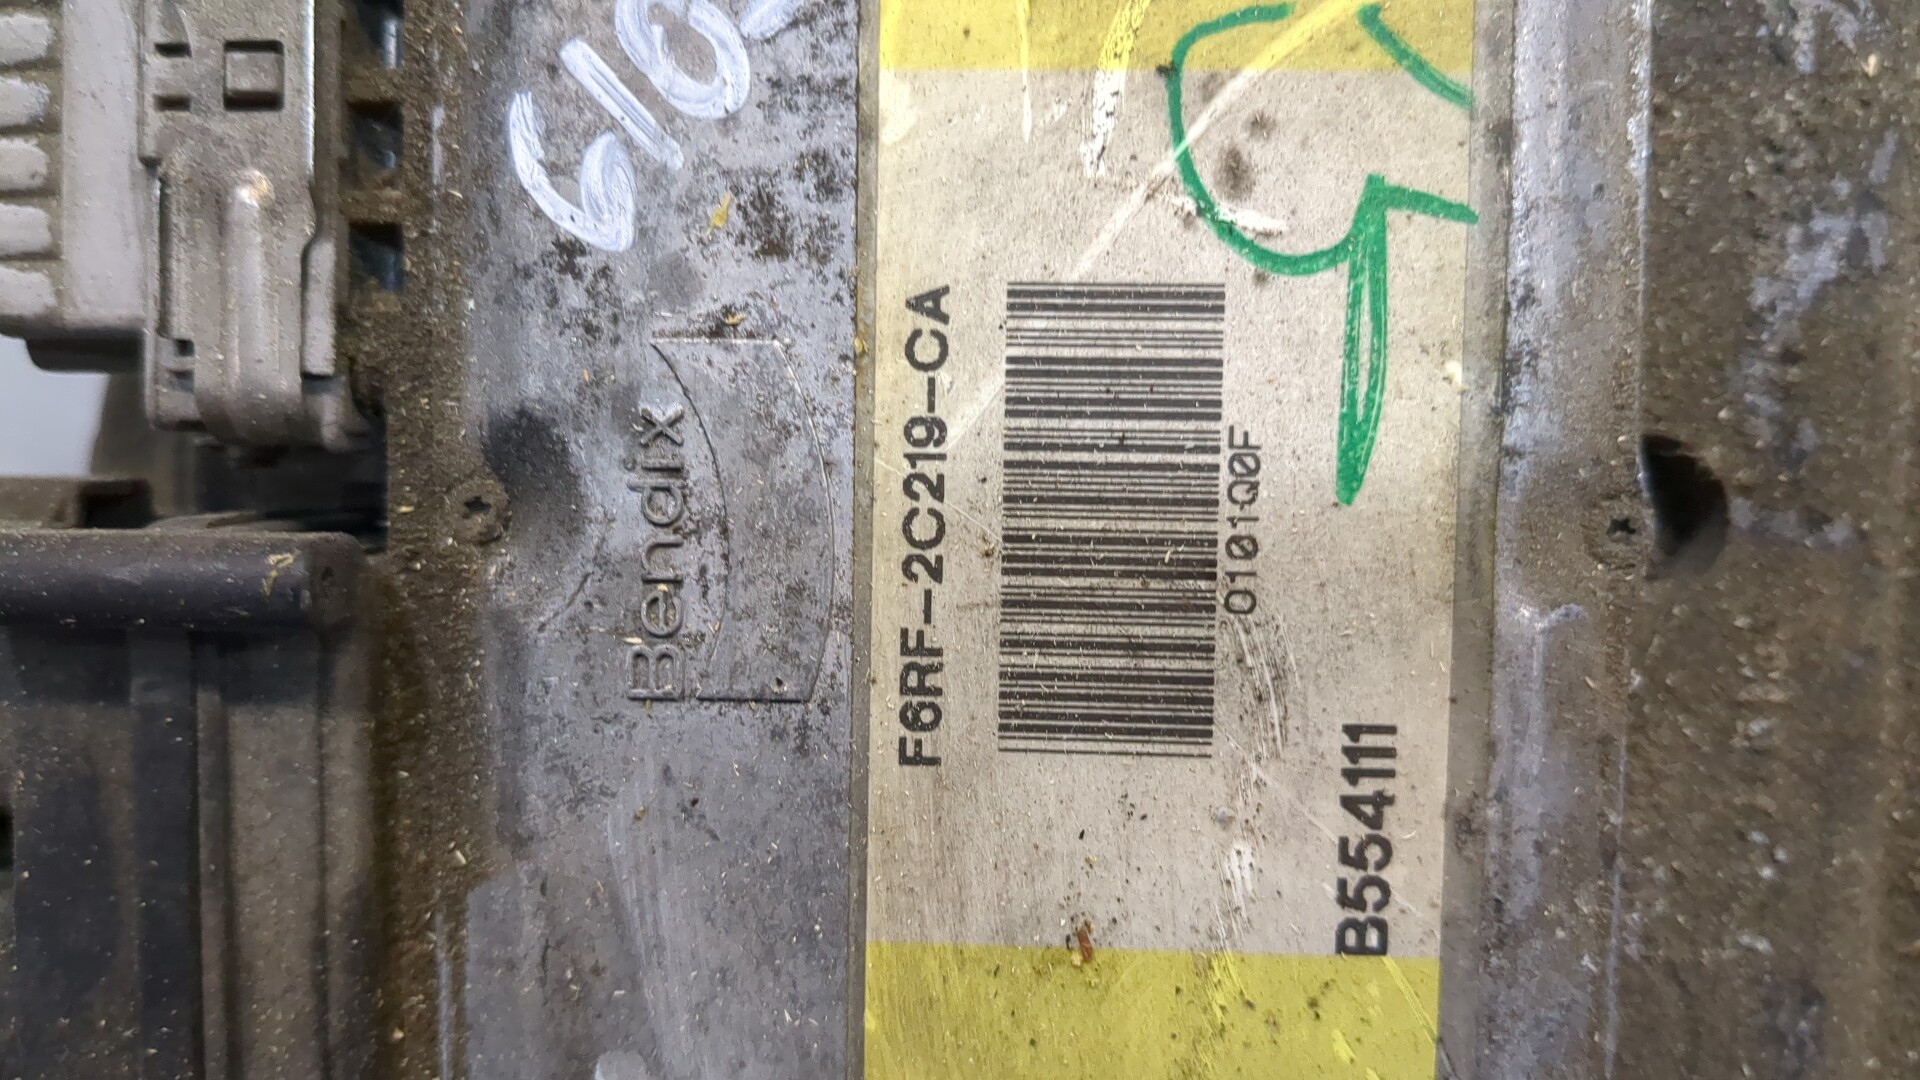 Bendix
F6RF-2C219-CA
0101Q0F
B554111